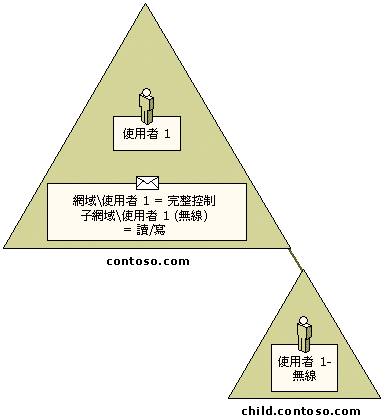 使用者 1
網域\使用者 1 = 完整控制
子網域\使用者 1 (無線)
= 讀/寫
contoso.com
使用者 1-
無線
child.contoso.com